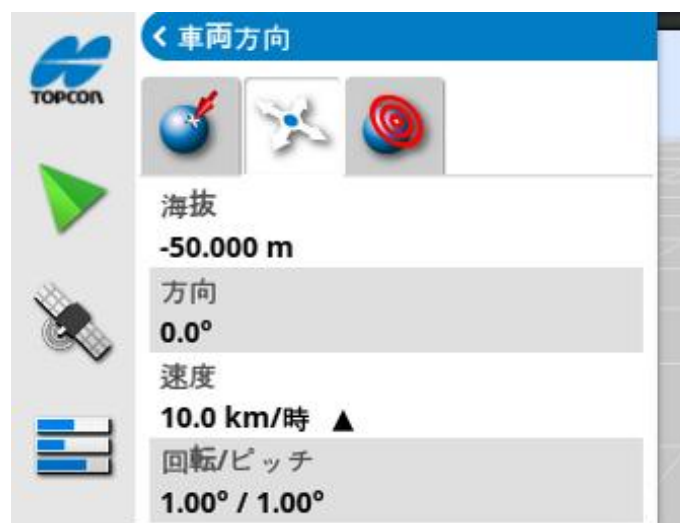 車両方向
TOPCON
海抜
-50.000 m
方向
0.0°
速度
10.0 km/時 ▲
回転/ピッチ
1.00° / 1.00°